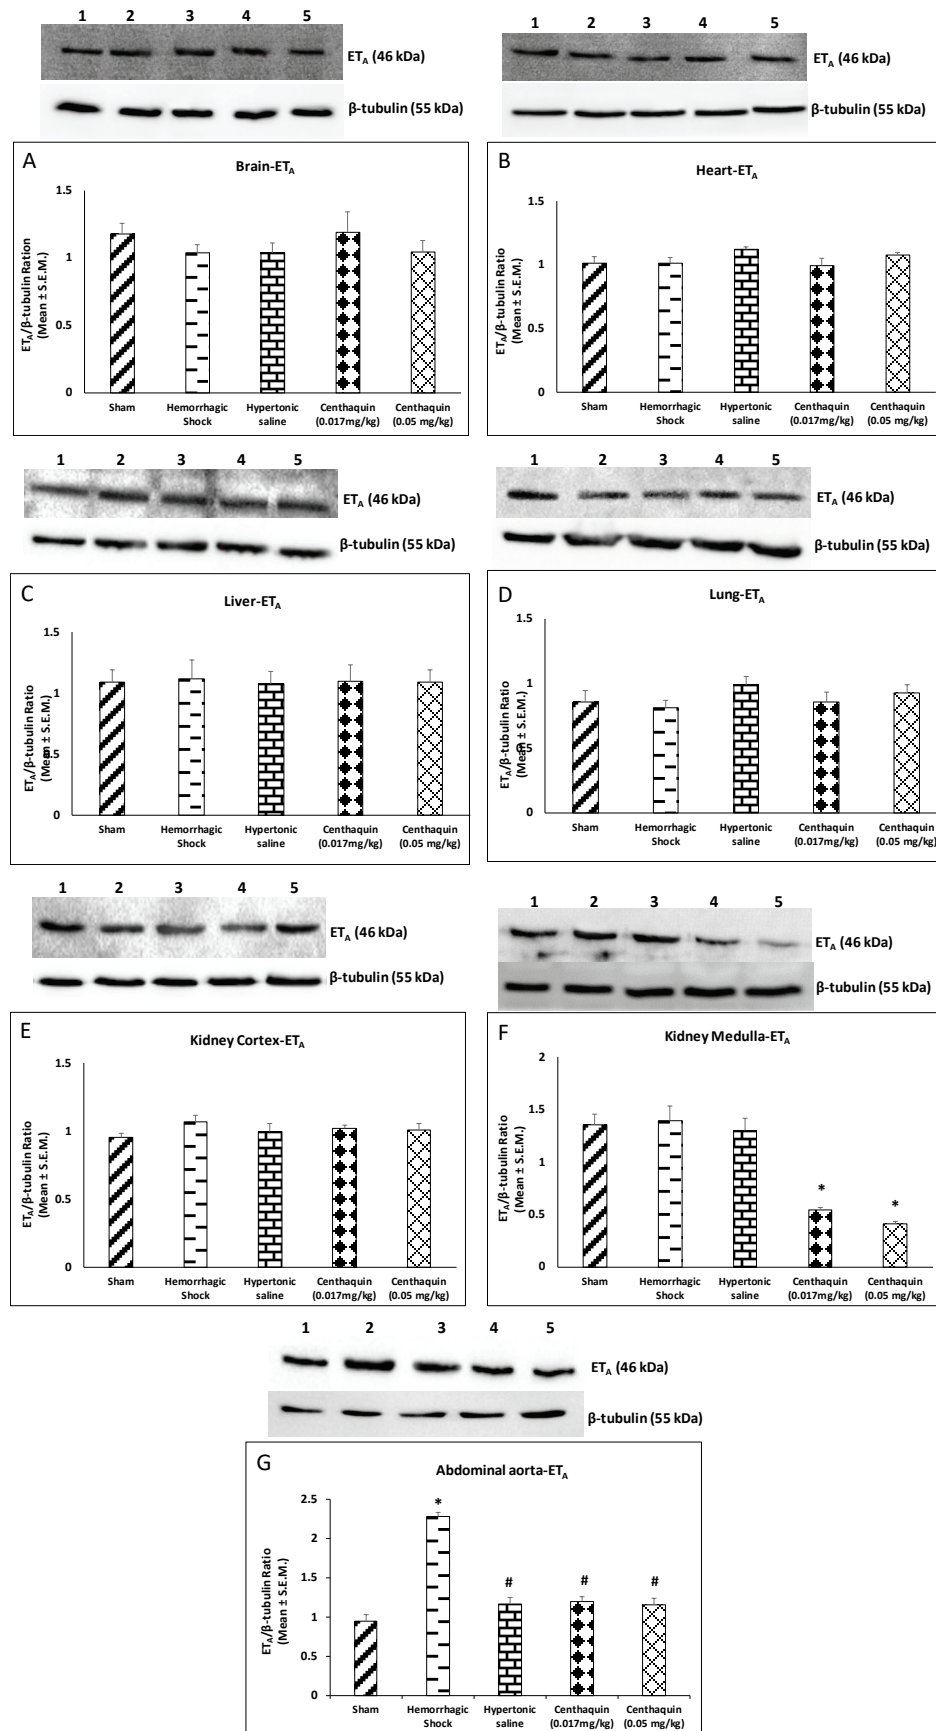 1 2 3 4 5
ETA (46 kDa)
β-tubulin (55 kDa)
A
Brain-ETA
ETA/β-tubulin Ration
(Mean ± S.E.M.)
1.5
1
0.5
0
Sham
Hemorrhagic
Shock
Hypertonic
saline
Centhaquin
(0.017mg/kg)
Centhaquin
(0.05 mg/kg)
1 2 3 4 5
ETA (46 kDa)
β-tubulin (55 kDa)
B
Heart-ETA
ETA/β-tubulin Ratio
(Mean ± S.E.M.)
1.5
1
0.5
0
Sham
Hemorrhagic
Shock
Hypertonic
saline
Centhaquin
(0.017mg/kg)
Centhaquin
(0.05 mg/kg)
1 2 3 4 5
ETA (46 kDa)
β-tubulin (55 kDa)
C
Liver-ETA
ETA/β-tubulin Ratio
(Mean ± S.E.M.)
1.5
1
0.5
0
Sham
Hemorrhagic
Shock
Hypertonic
saline
Centhaquin
(0.017mg/kg)
Centhaquin
(0.05 mg/kg)
1 2 3 4 5
ETA (46 kDa)
β-tubulin (55 kDa)
D
Lung-ETA
ETA/β-tubulin Ratio
(Mean ± S.E.M.)
1.5
1
0.5
0
Sham
Hemorrhagic
Shock
Hypertonic
saline
Centhaquin
(0.017mg/kg)
Centhaquin
(0.05 mg/kg)
1 2 3 4 5
ETA (46 kDa)
β-tubulin (55 kDa)
E
Kidney Cortex-ETA
ETA/β-tubulin Ratio
(Mean ± S.E.M.)
1.5
1
0.5
0
Sham
Hemorrhagic
Shock
Hypertonic
saline
Centhaquin
(0.017mg/kg)
Centhaquin
(0.05 mg/kg)
1 2 3 4 5
ETA (46 kDa)
β-tubulin (55 kDa)
F
Kidney Medulla-ETA
ETA/β-tubulin Ratio
(Mean ± S.E.M.)
2
1.5
1
0.5
0
* *
Sham
Hemorrhagic
Shock
Hypertonic
saline
Centhaquin
(0.017mg/kg)
Centhaquin
(0.05 mg/kg)
1 2 3 4 5
ETA (46 kDa)
β-tubulin (55 kDa)
G
Abdominal aorta-ETA
ETA/β-tubulin Ratio
(Mean ± S.E.M.)
2.5
2
1.5
1
0.5
0
*
# # #
Sham
Hemorrhagic
Shock
Hypertonic
saline
Centhaquin
(0.017mg/kg)
Centhaquin
(0.05 mg/kg)